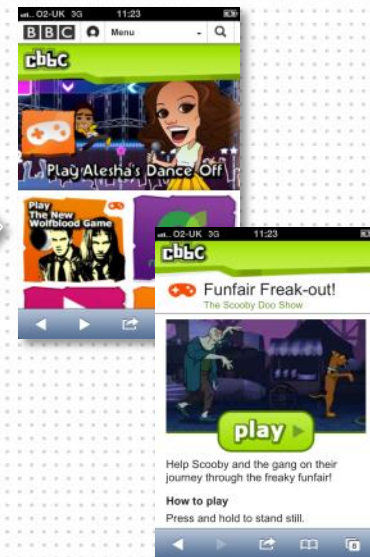 O2-UK 3G 11:23
BBC Menu
cbbc
Play Alesha's Dance Off
Play
The New
Wolfblood Game
O2-UK 3G 11:23
cbbc
Funfair Freak-out!
The Scooby Doo Show
play
Help Scooby and the gang on their
journey through the freaky funfair!
How to play
Press and hold to stand still.
8